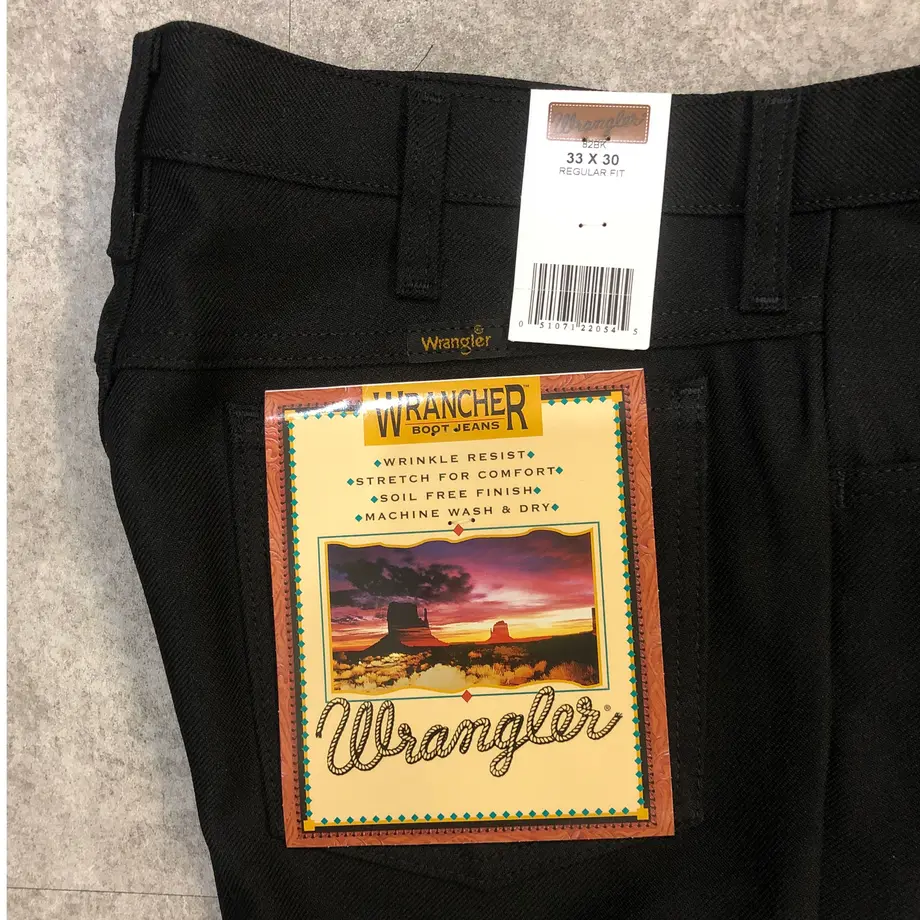 Wrangler
82BK
33 X 30
REGULAR FIT
0 51071 22054 5
Wrangler®
WRANCHER™
BOOT JEANS
WRINKLE RESIST
STRETCH FOR COMFORT
SOIL FREE FINISH
MACHINE WASH & DRY
Wrangler®